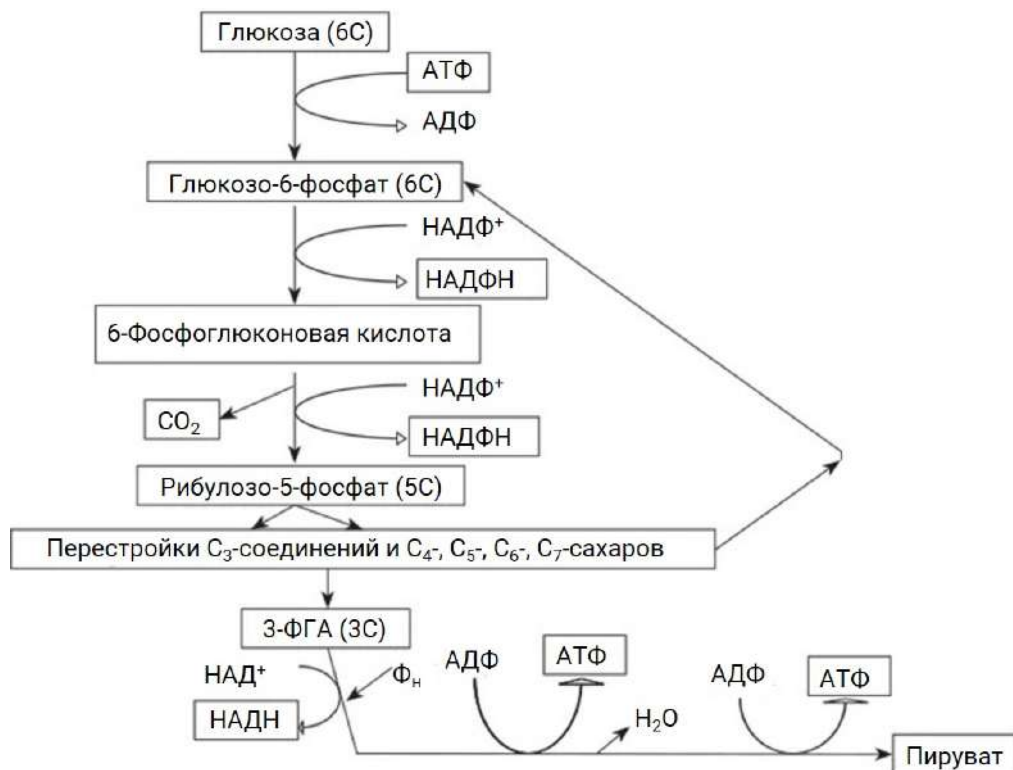 Глюкоза (6С)
АТФ
АДФ
Глюкозо-6-фосфат (6С)
НАДФ⁺
НАДФН
6-Фосфоглюконовая кислота
НАДФ⁺
CO₂
НАДФН
Рибулозо-5-фосфат (5С)
Перестройки С₃-соединений и С₄-, С₅-, С₆-, С₇-сахаров
3-ФГА (3С)
НАД⁺
Фₙ
АДФ
АТФ
АДФ
АТФ
НАДН
H₂O
Пируват